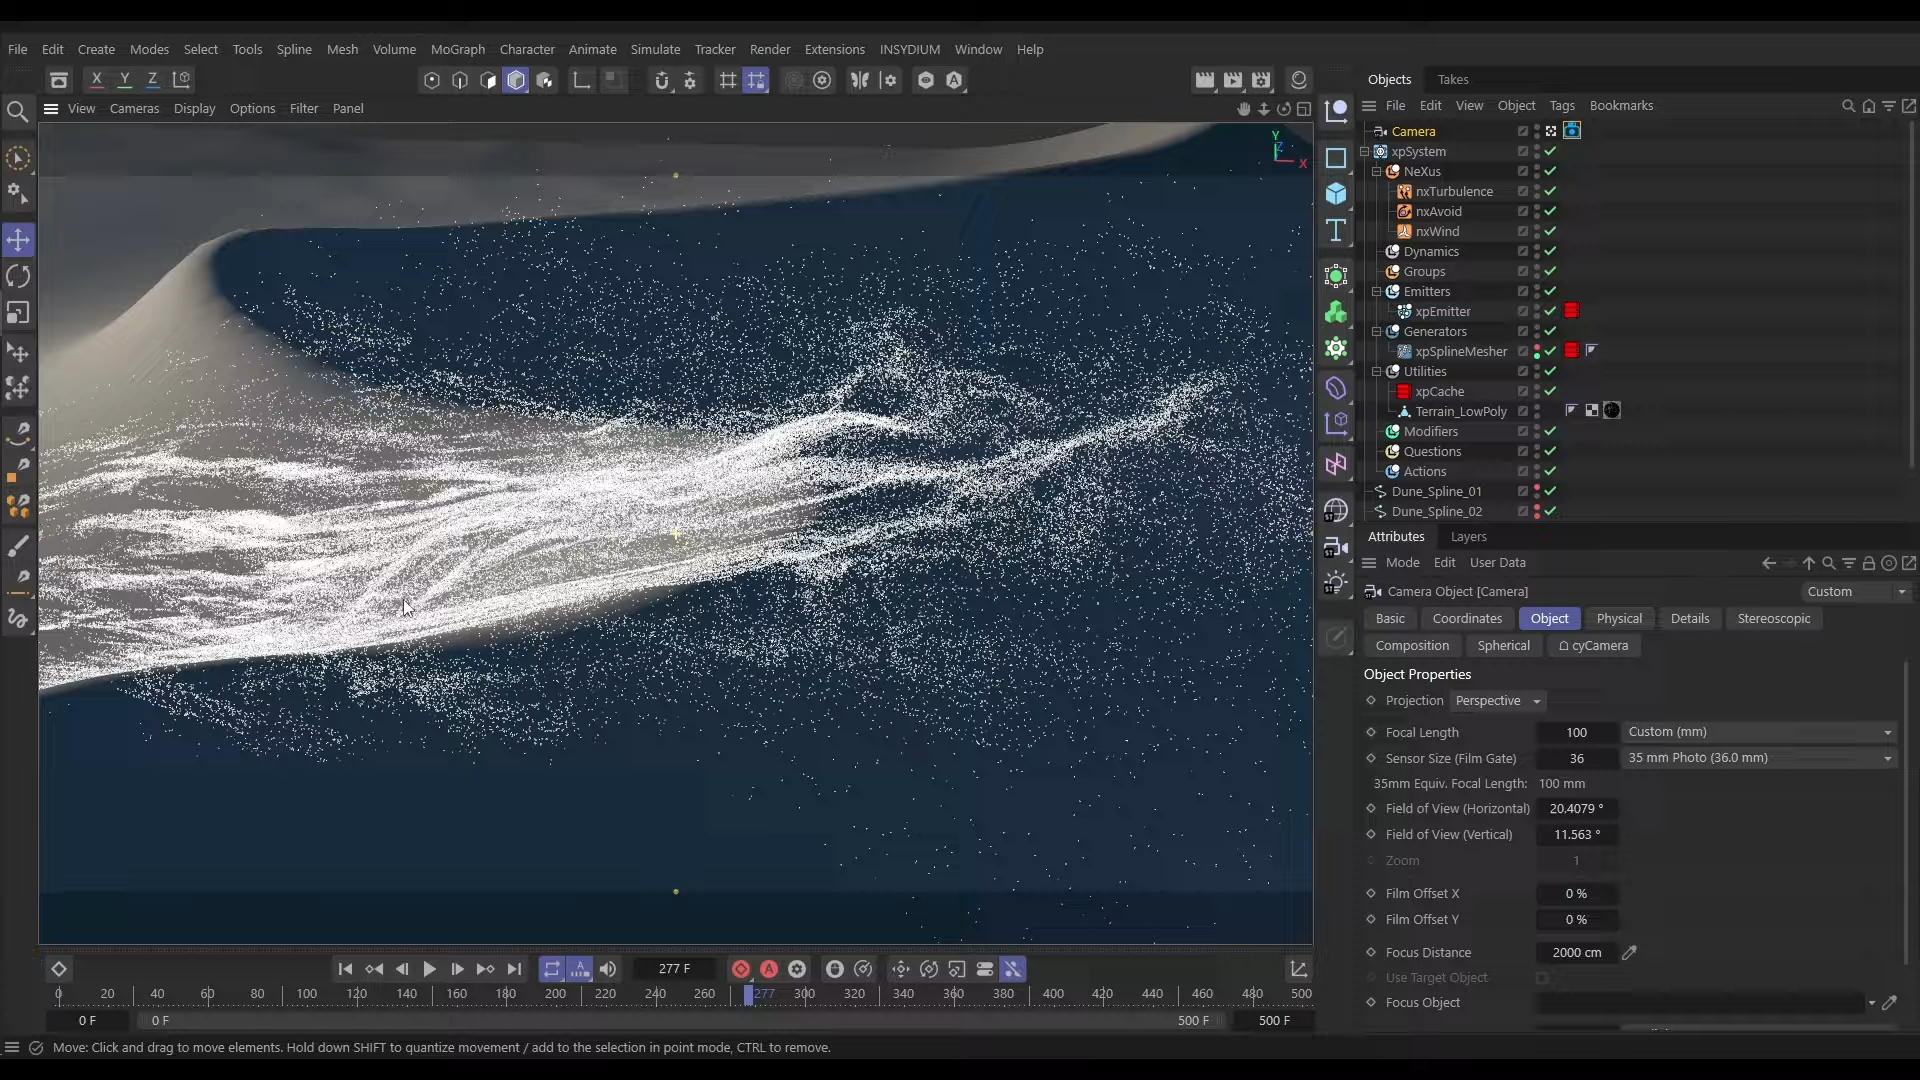 File Edit Create Modes Select Tools Spline Mesh Volume MoGraph Character Animate Simulate Tracker Render Extensions INSYDIUM Window Help
X Y Z
View Cameras Display Options Filter Panel
Y
Z
X
Objects Takes
File Edit View Object Tags Bookmarks
Camera
xpSystem
NeXus
nxTurbulence
nxAvoid
nxWind
Dynamics
Groups
Emitters
xpEmitter
Generators
xpSplineMesher
Utilities
xpCache
Terrain_LowPoly
Modifiers
Questions
Actions
Dune_Spline_01
Dune_Spline_02
Attributes Layers
Mode Edit User Data
Camera Object [Camera] Custom
Basic Coordinates Object Physical Details Stereoscopic
Composition Spherical cyCamera
Object Properties
Projection Perspective
Focal Length 100 Custom (mm)
Sensor Size (Film Gate) 36 35 mm Photo (36.0 mm)
35mm Equiv. Focal Length: 100 mm
Field of View (Horizontal) 20.4079 °
Field of View (Vertical) 11.563 °
Zoom 1
Film Offset X 0 %
Film Offset Y 0 %
Focus Distance 2000 cm
Use Target Object
Focus Object
277 F
0 20 40 60 80 100 120 140 160 180 200 220 240 260 277 300 320 340 360 380 400 420 440 460 480 500
0 F 0 F 500 F 500 F
Move: Click and drag to move elements. Hold down SHIFT to quantize movement / add to the selection in point mode, CTRL to remove.